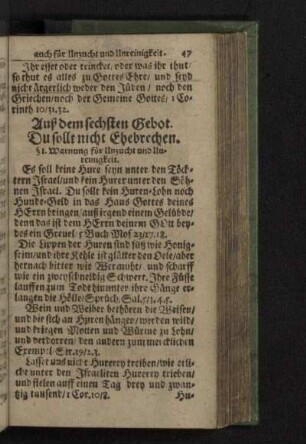 auch für Unzucht und Unreinigkeit. 47
Ihr esset oder trincket, oder was ihr thut/
so thut es alles zu Gottes Ehre/ und seyd
nicht ärgerlich weder den Jüden / noch den
Griechen/ noch der Gemeine Gottes/ 1 Co-
rinth 10/31.32.
Auß dem sechsten Gebot.
Du sollt nicht Ehebrechen.
§ 1. Warnung für Unzucht und Un-
reinigkeit.
Es soll keine Hure seyn unter den Töch-
tern Israel/und kein Hurer unter den Söh-
nen Israel. Du sollt kein Huren-Lohn noch
Hunde-Geld in das Haus Gottes deines
HErrn bringen/auß irgend einem Gelübde/
denn das ist dem HErrn deinem GOtt bey-
des ein Greuel 5 Buch Mos. 23/17.18.
Die Lippen der Huren sind süß wie Honig-
seim/und ihre Kehle ist glätter den Oele/aber
hernach bitter wie Wermuht/ und scharff
wie ein zweyschneidig Schwert. Ihre Füsse
lauffen zum Tode hinunter ihre Gänge er-
langten die Hölle/ Sprüch. Sal. 5/3.4.5.
Wein und Weiber bethören die Weisen/
und die sich an Huren hängen/ werden wild/
und kriegen Motten und Würme zu Lohn/
und verdorren/ den andern zum mercklichen
Exempel Sir. 19/2.3.
Lasset uns nicht Hurerey treiben/wie etli-
che unter den Israeliten Hurerey trieben/
und fielen auff einen Tag drey und zwan-
tzig tausend/ 1 Cor. 10/8. Hu-